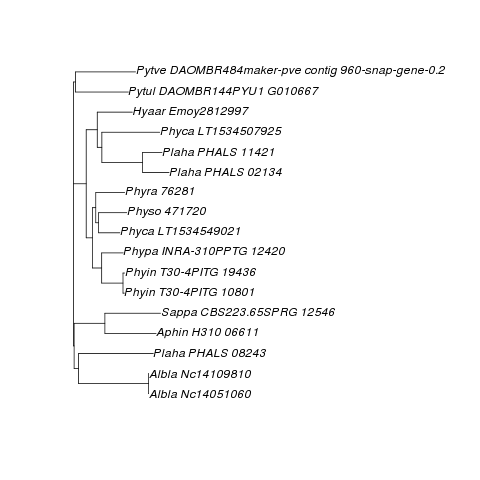 Pytve DAOMBR484maker-pve contig 960-snap-gene-0.2
Pytul DAOMBR144PYU1 G010667
Hyaar Emoy2812997
Phyca LT1534507925
Plaha PHALS 11421
Plaha PHALS 02134
Phyra 76281
Physo 471720
Phyca LT1534549021
Phypa INRA-310PPTG 12420
Phyin T30-4PITG 19436
Phyin T30-4PITG 10801
Sappa CBS223.65SPRG 12546
Aphin H310 06611
Plaha PHALS 08243
Albla Nc14109810
Albla Nc14051060